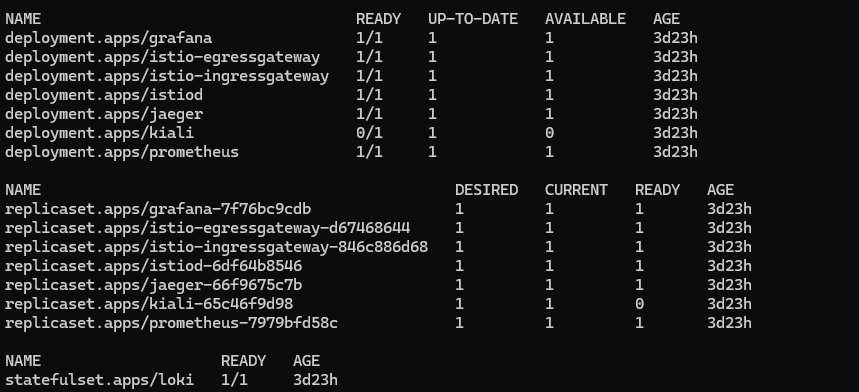 NAME READY UP-TO-DATE AVAILABLE AGE
deployment.apps/grafana 1/1 1 1 3d23h
deployment.apps/istio-egressgateway 1/1 1 1 3d23h
deployment.apps/istio-ingressgateway 1/1 1 1 3d23h
deployment.apps/istiod 1/1 1 1 3d23h
deployment.apps/jaeger 1/1 1 1 3d23h
deployment.apps/kiali 0/1 1 0 3d23h
deployment.apps/prometheus 1/1 1 1 3d23h
NAME DESIRED CURRENT READY AGE
replicaset.apps/grafana-7f76bc9cdb 1 1 1 3d23h
replicaset.apps/istio-egressgateway-d67468644 1 1 1 3d23h
replicaset.apps/istio-ingressgateway-846c886d68 1 1 1 3d23h
replicaset.apps/istiod-6df64b8546 1 1 1 3d23h
replicaset.apps/jaeger-66f9675c7b 1 1 1 3d23h
replicaset.apps/kiali-65c46f9d98 1 1 0 3d23h
replicaset.apps/prometheus-7979bfd58c 1 1 1 3d23h
NAME READY AGE
statefulset.apps/loki 1/1 3d23h